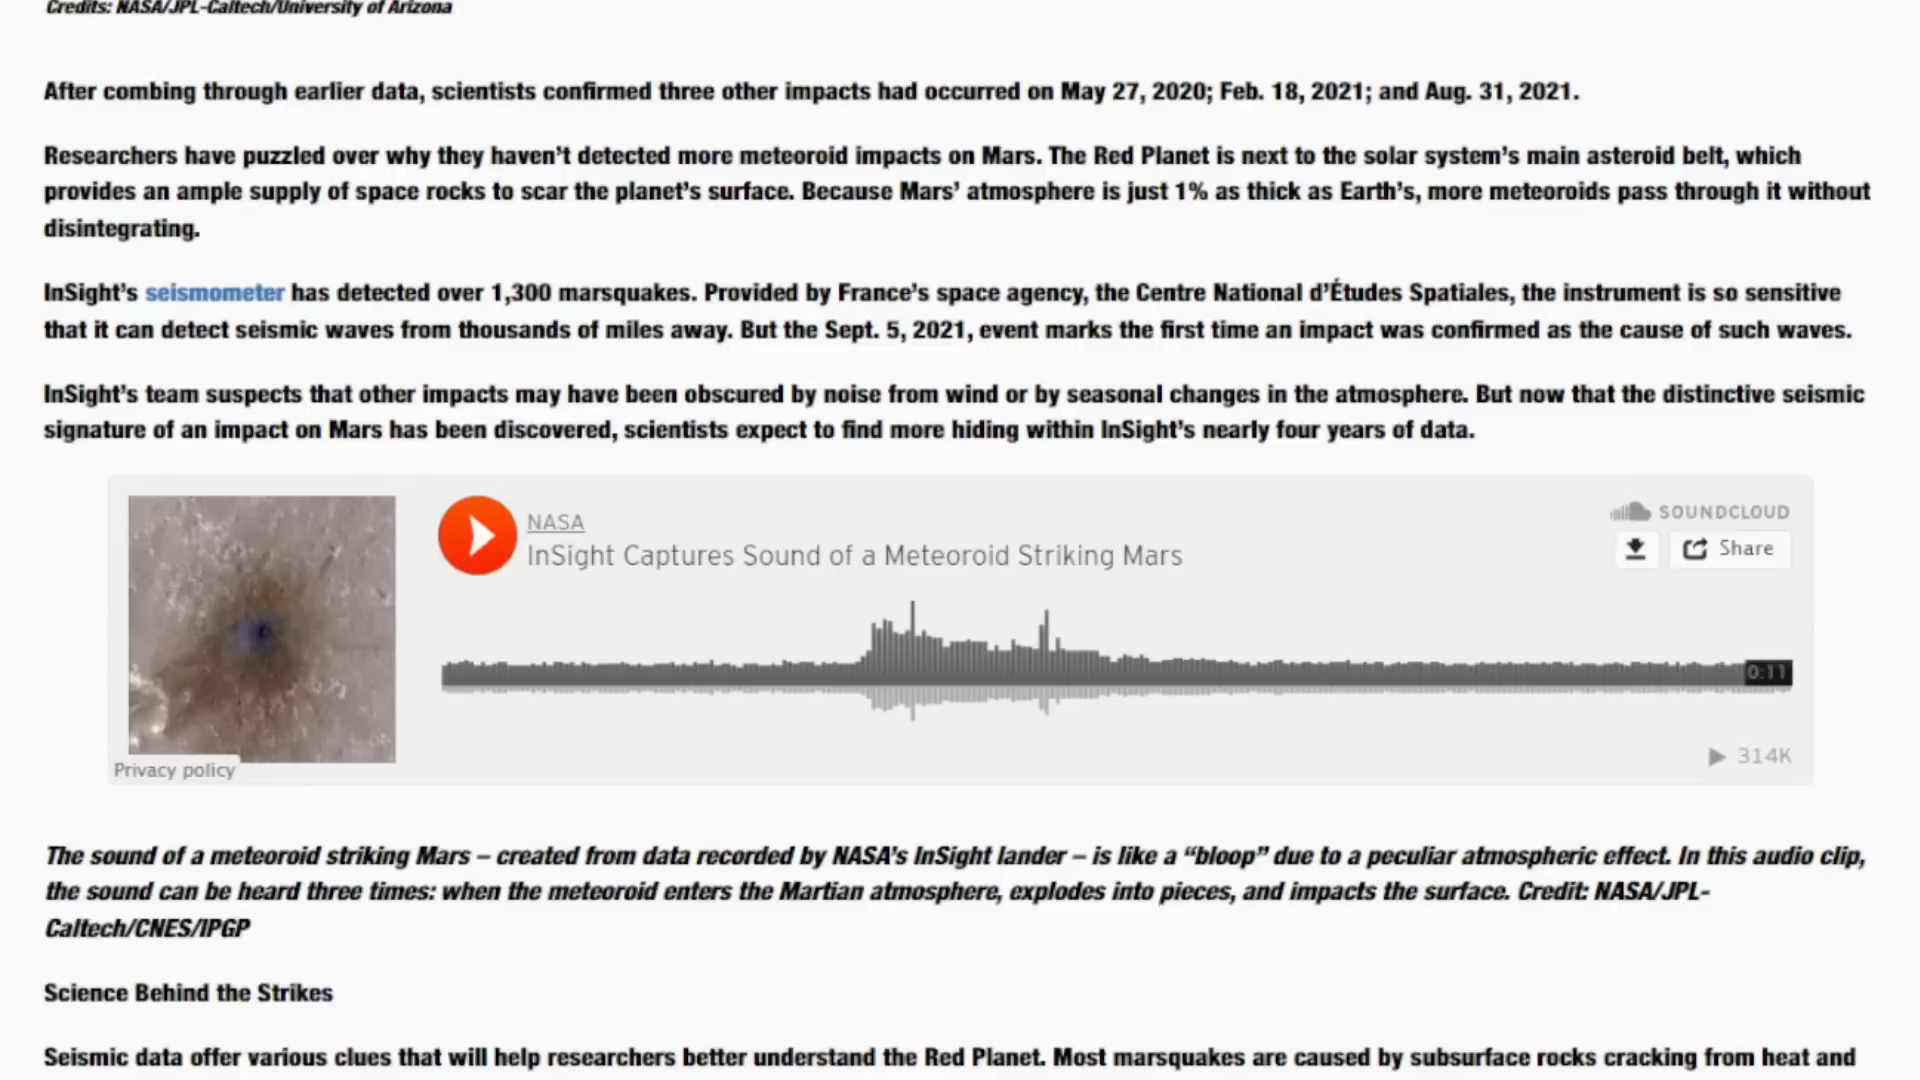 Credits: NASA/JPL-Caltech/University of Arizona
After combing through earlier data, scientists confirmed three other impacts had occurred on May 27, 2020; Feb. 18, 2021; and Aug. 31, 2021.
Researchers have puzzled over why they haven’t detected more meteoroid impacts on Mars. The Red Planet is next to the solar system’s main asteroid belt, which
provides an ample supply of space rocks to scar the planet’s surface. Because Mars’ atmosphere is just 1% as thick as Earth’s, more meteoroids pass through it without
disintegrating.
InSight’s seismometer has detected over 1,300 marsquakes. Provided by France’s space agency, the Centre National d’Études Spatiales, the instrument is so sensitive
that it can detect seismic waves from thousands of miles away. But the Sept. 5, 2021, event marks the first time an impact was confirmed as the cause of such waves.
InSight’s team suspects that other impacts may have been obscured by noise from wind or by seasonal changes in the atmosphere. But now that the distinctive seismic
signature of an impact on Mars has been discovered, scientists expect to find more hiding within InSight’s nearly four years of data.
NASA
InSight Captures Sound of a Meteoroid Striking Mars
SOUNDCLOUD
Share
0:11
314K
Privacy policy
The sound of a meteoroid striking Mars – created from data recorded by NASA’s InSight lander – is like a “bloop” due to a peculiar atmospheric effect. In this audio clip,
the sound can be heard three times: when the meteoroid enters the Martian atmosphere, explodes into pieces, and impacts the surface. Credit: NASA/JPL-
Caltech/CNES/IPGP
Science Behind the Strikes
Seismic data offer various clues that will help researchers better understand the Red Planet. Most marsquakes are caused by subsurface rocks cracking from heat and